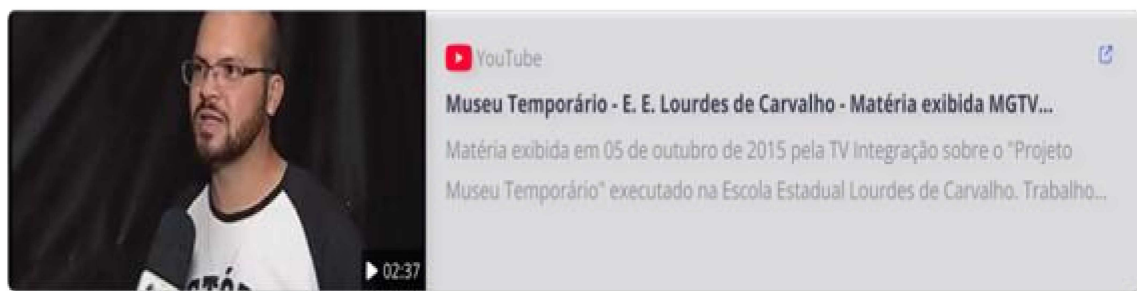 YouTube
Museu Temporário - E. E. Lourdes de Carvalho - Matéria exibida MGTV...
Matéria exibida em 05 de outubro de 2015 pela TV Integração sobre o "Projeto
Museu Temporário" executado na Escola Estadual Lourdes de Carvalho. Trabalho...
02:37